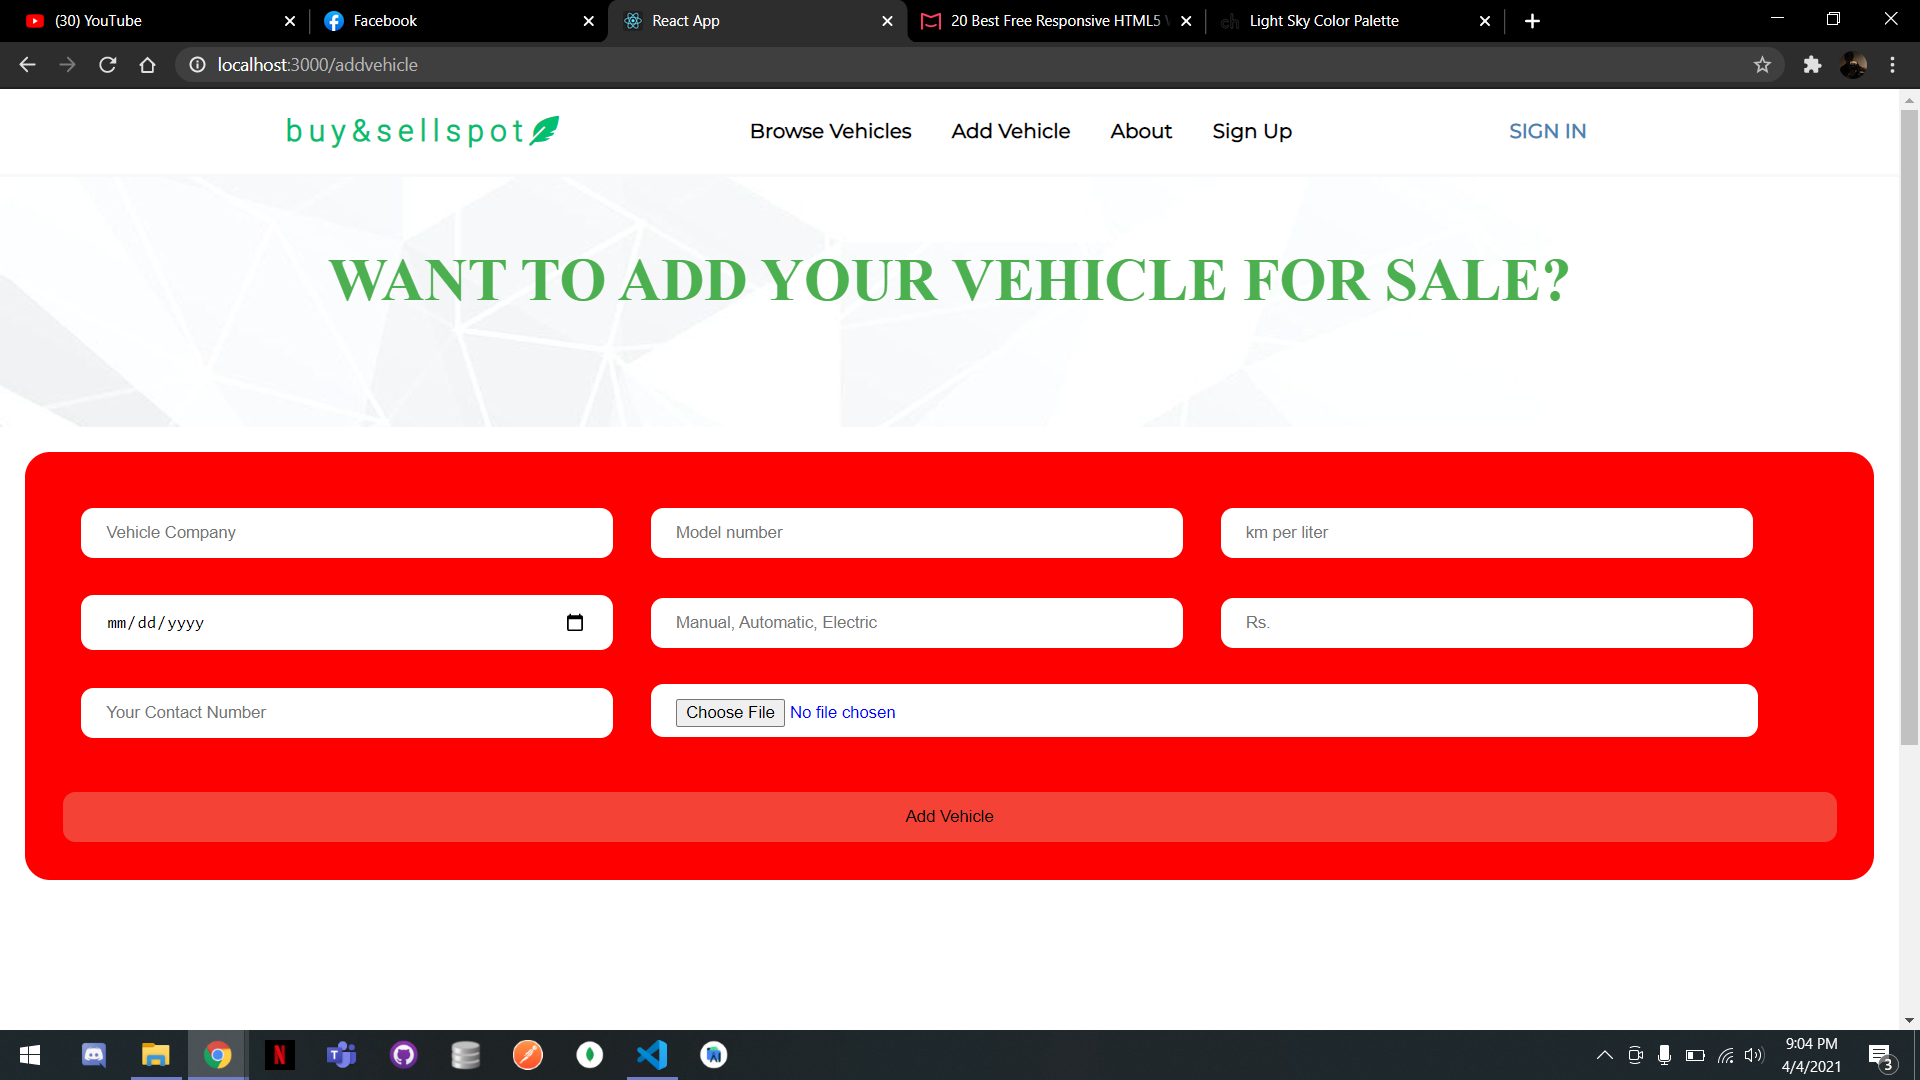 (30) YouTube
Facebook
React App
20 Best Free Responsive HTML5
Light Sky Color Palette
localhost:3000/addvehicle
buy&sellspot
Browse Vehicles
Add Vehicle
About
Sign Up
SIGN IN
WANT TO ADD YOUR VEHICLE FOR SALE?
Vehicle Company
Model number
km per liter
mm/dd/yyyy
Manual, Automatic, Electric
Rs.
Your Contact Number
Choose File No file chosen
Add Vehicle
9:04 PM
4/4/2021
3